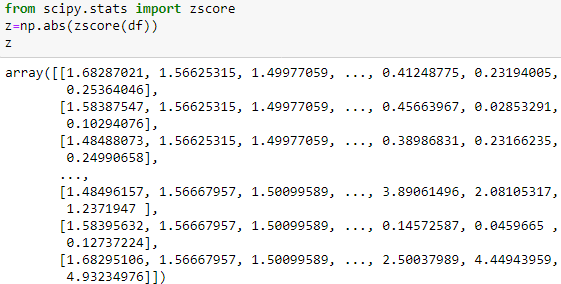 from scipy.stats import zscore
z=np.abs(zscore(df))
z
array([[1.68287021, 1.56625315, 1.49977059, ..., 0.41248775, 0.23194005,
0.25364046],
[1.58387547, 1.56625315, 1.49977059, ..., 0.45663967, 0.02853291,
0.10294076],
[1.48488073, 1.56625315, 1.49977059, ..., 0.38986831, 0.23166235,
0.24990658],
...,
[1.48496157, 1.56667957, 1.50099589, ..., 3.89061496, 2.08105317,
1.2371947 ],
[1.58395632, 1.56667957, 1.50099589, ..., 0.14572587, 0.0459665 ,
0.12737224],
[1.68295106, 1.56667957, 1.50099589, ..., 2.50037989, 4.44943959,
4.93234976]])